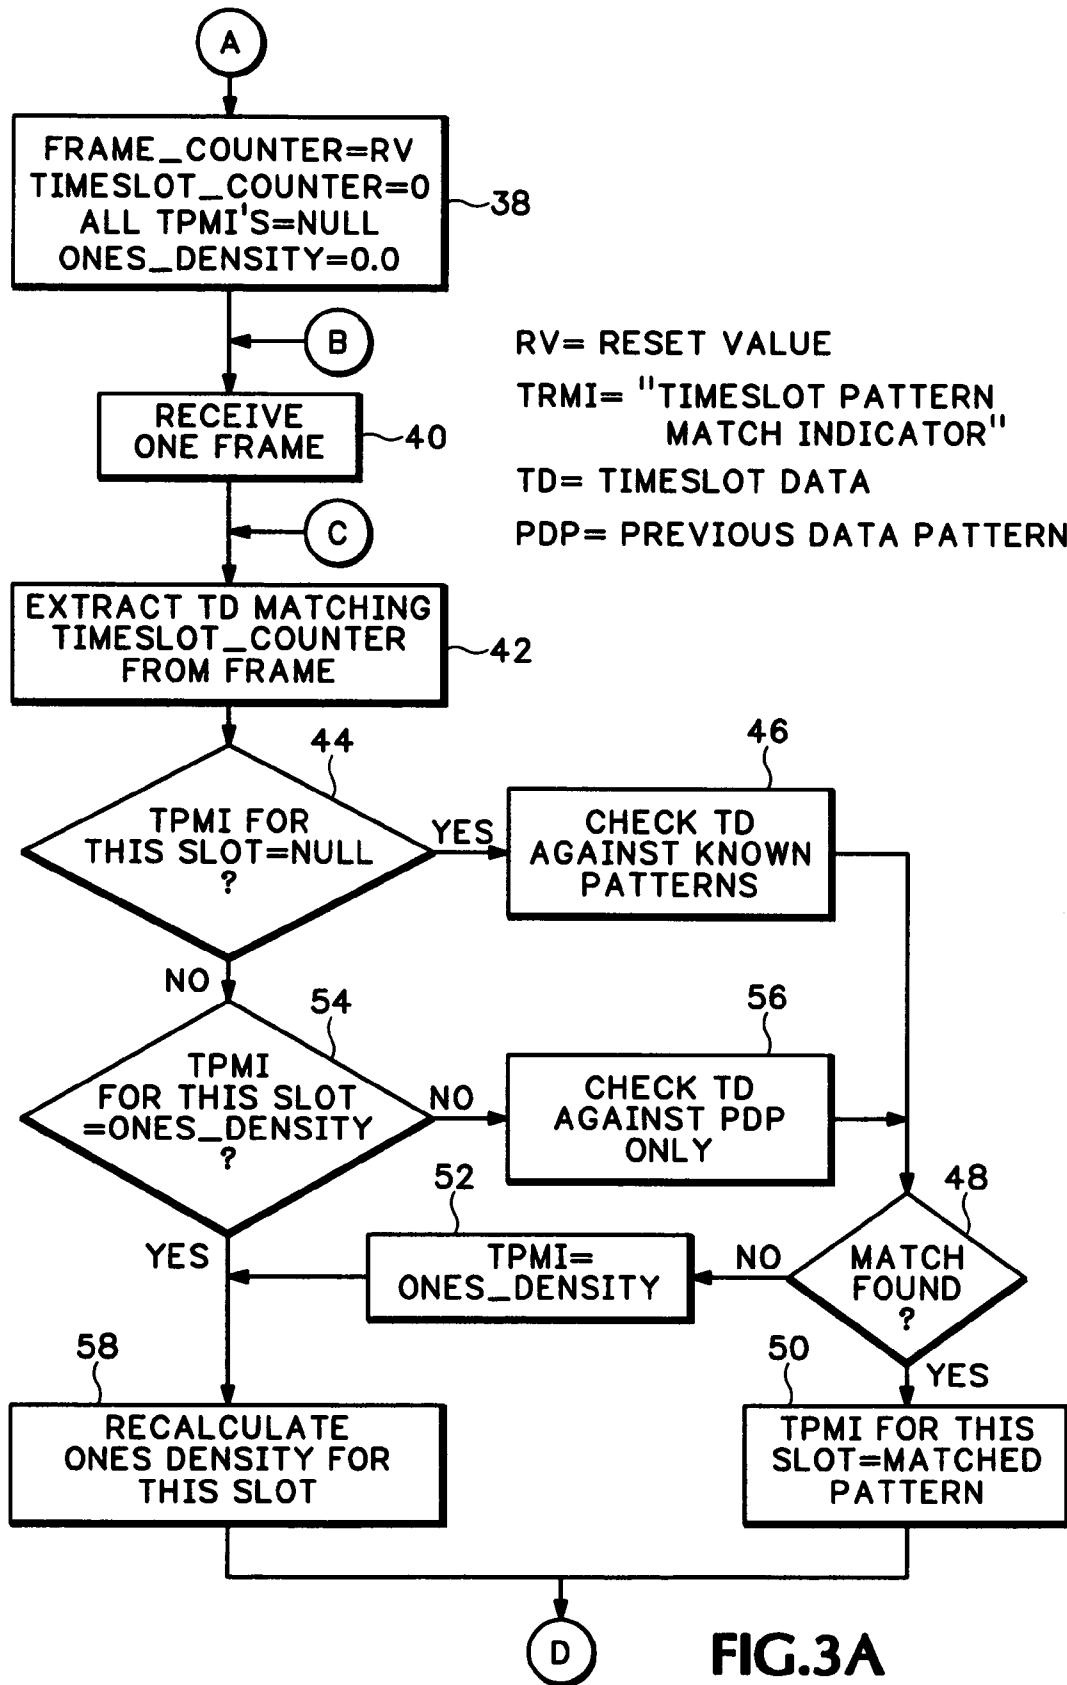 A
FRAME_COUNTER=RV
TIMESLOT_COUNTER=0
ALL TPMI'S=NULL
ONES_DENSITY=0.0
38
B
RV= RESET VALUE
TRMI= "TIMESLOT PATTERN
MATCH INDICATOR"
TD= TIMESLOT DATA
PDP= PREVIOUS DATA PATTERN
RECEIVE
ONE FRAME
40
C
EXTRACT TD MATCHING
TIMESLOT_COUNTER
FROM FRAME
42
44
TPMI FOR
THIS SLOT=NULL
?
YES
46
CHECK TD
AGAINST KNOWN
PATTERNS
NO
54
TPMI
FOR THIS SLOT
=ONES_DENSITY
?
NO
56
CHECK TD
AGAINST PDP
ONLY
48
MATCH
FOUND
?
NO
52
TPMI=
ONES_DENSITY
YES
58
RECALCULATE
ONES DENSITY FOR
THIS SLOT
YES
50
TPMI FOR THIS
SLOT=MATCHED
PATTERN
D
FIG.3A